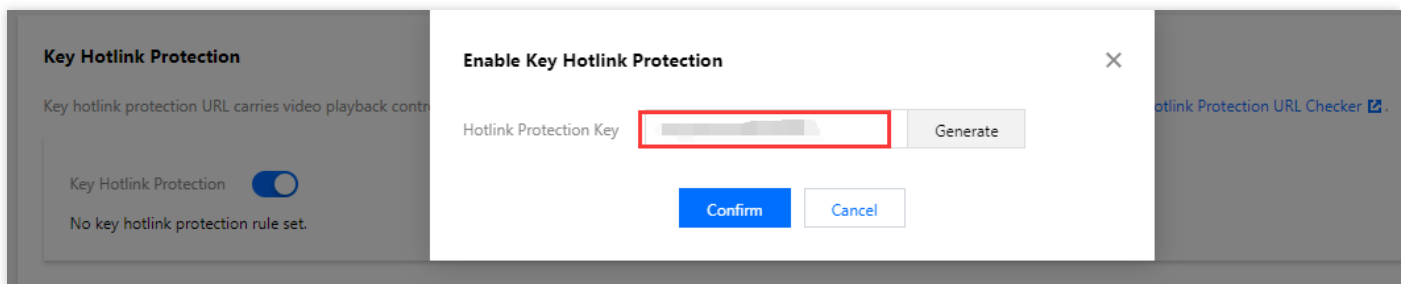 Key Hotlink Protection
Key hotlink protection URL carries video playback contr
otlink Protection URL Checker
.
Key Hotlink Protection
No key hotlink protection rule set.
Enable Key Hotlink Protection
Hotlink Protection Key
Generate
Confirm
Cancel